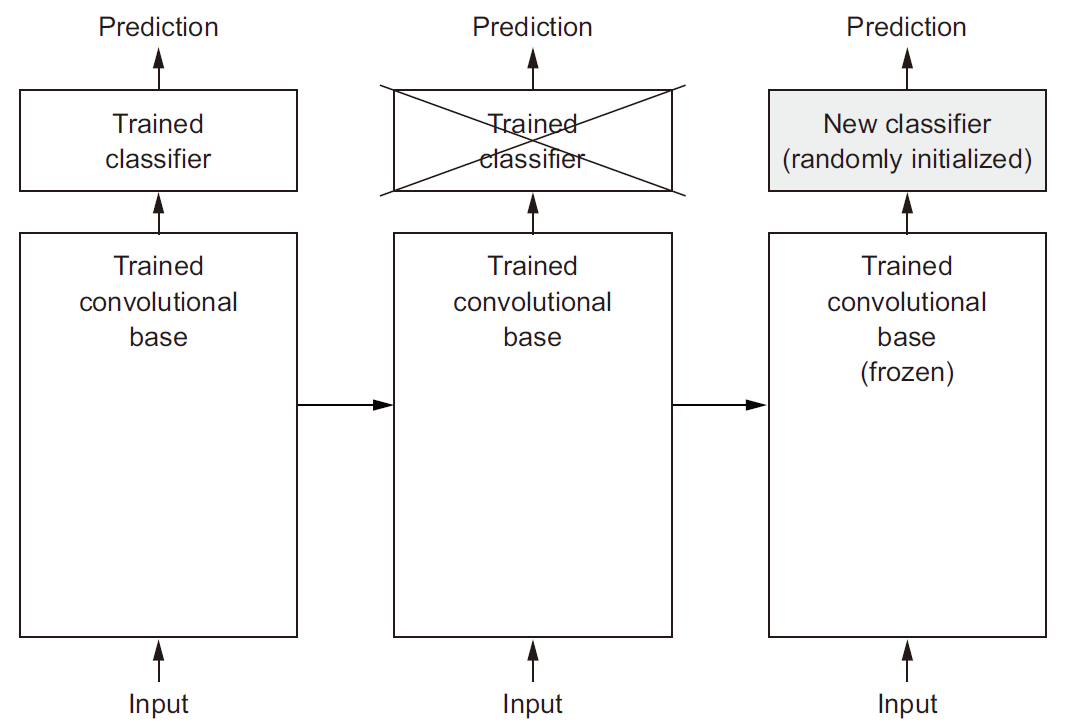 Prediction
Trained
classifier
Trained
convolutional
base
Input
Prediction
Trained
classifier
Trained
convolutional
base
Input
Prediction
New classifier
(randomly initialized)
Trained
convolutional
base
(frozen)
Input